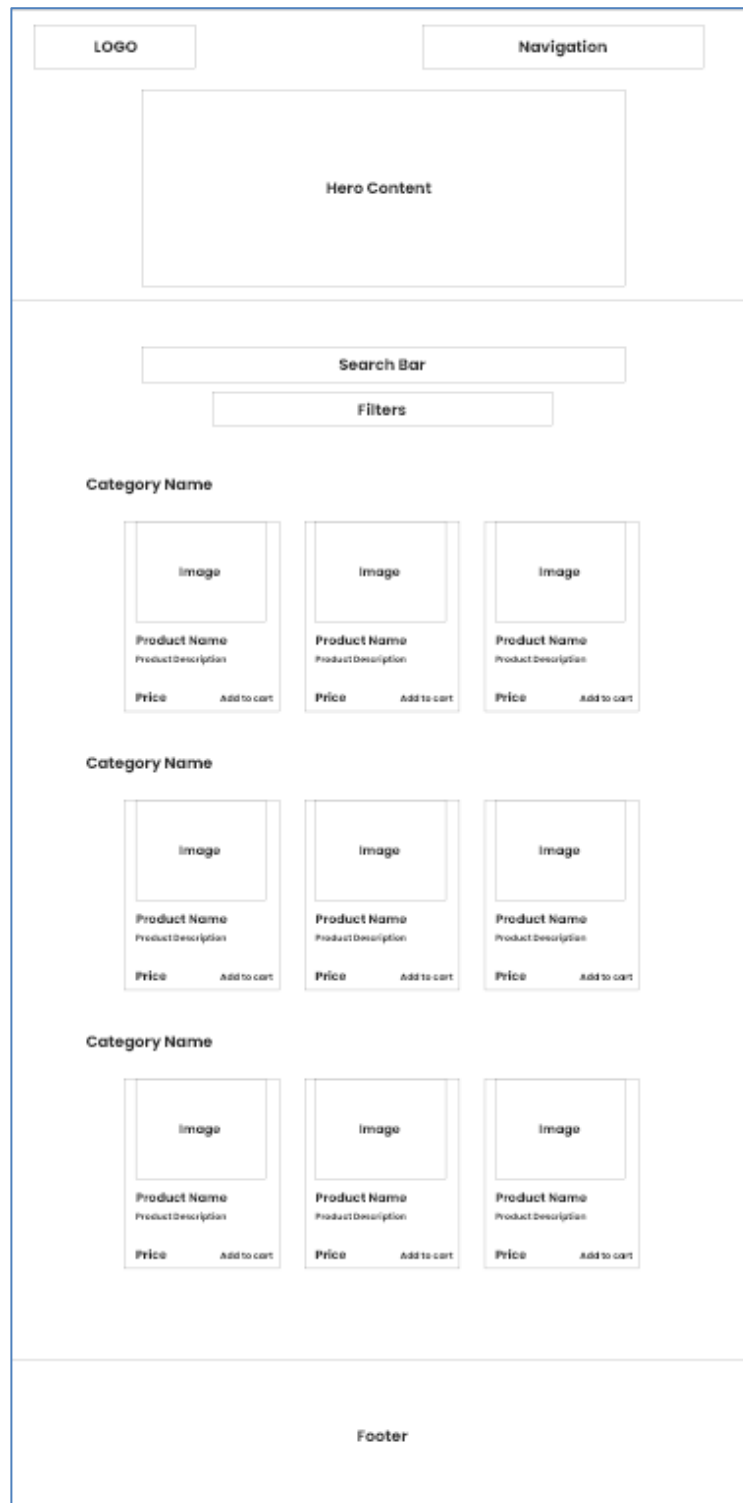 LOGO Navigation
Hero Content
Search Bar
Filters
Category Name
Image Image Image
Product Name Product Name Product Name
Product Description Product Description Product Description
Price Add to cart Price Add to cart Price Add to cart
Category Name
Image Image Image
Product Name Product Name Product Name
Product Description Product Description Product Description
Price Add to cart Price Add to cart Price Add to cart
Category Name
Image Image Image
Product Name Product Name Product Name
Product Description Product Description Product Description
Price Add to cart Price Add to cart Price Add to cart
Footer